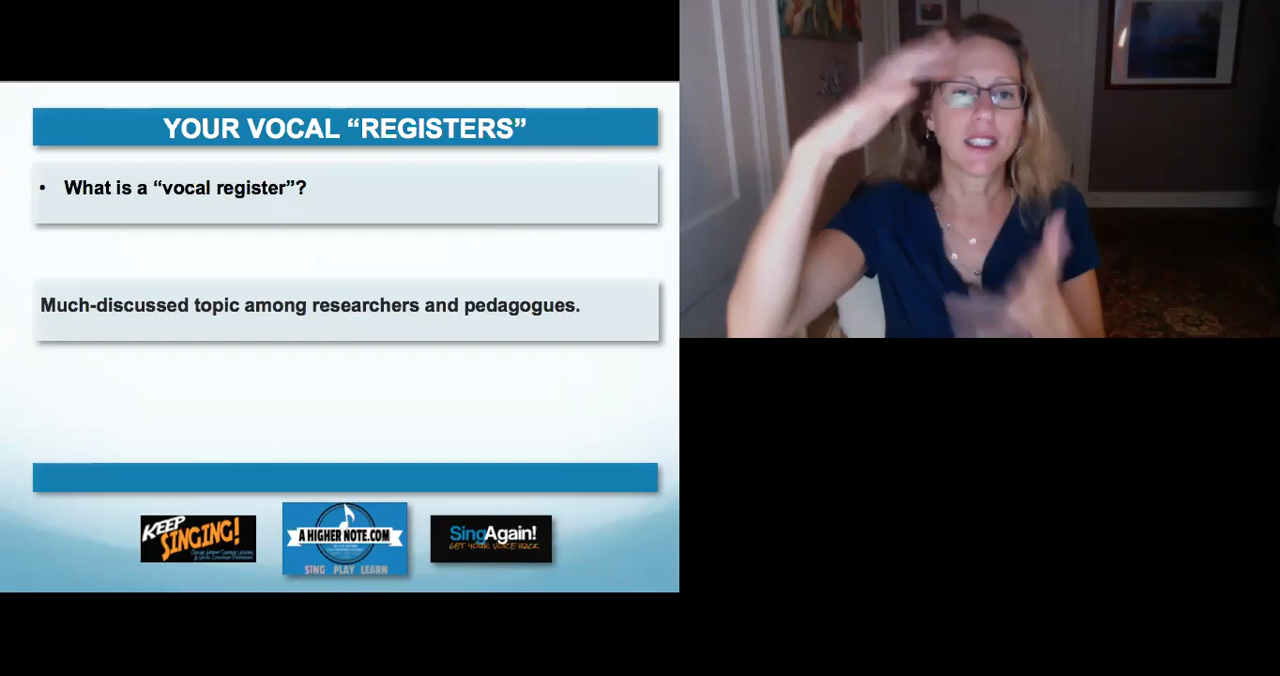 YOUR VOCAL “REGISTERS”
• What is a “vocal register”?
Much-discussed topic among researchers and pedagogues.
KEEP
SINGING!
A HIGHER NOTE.COM
SING PLAY LEARN
SingAgain!
GET YOUR VOICE BACK